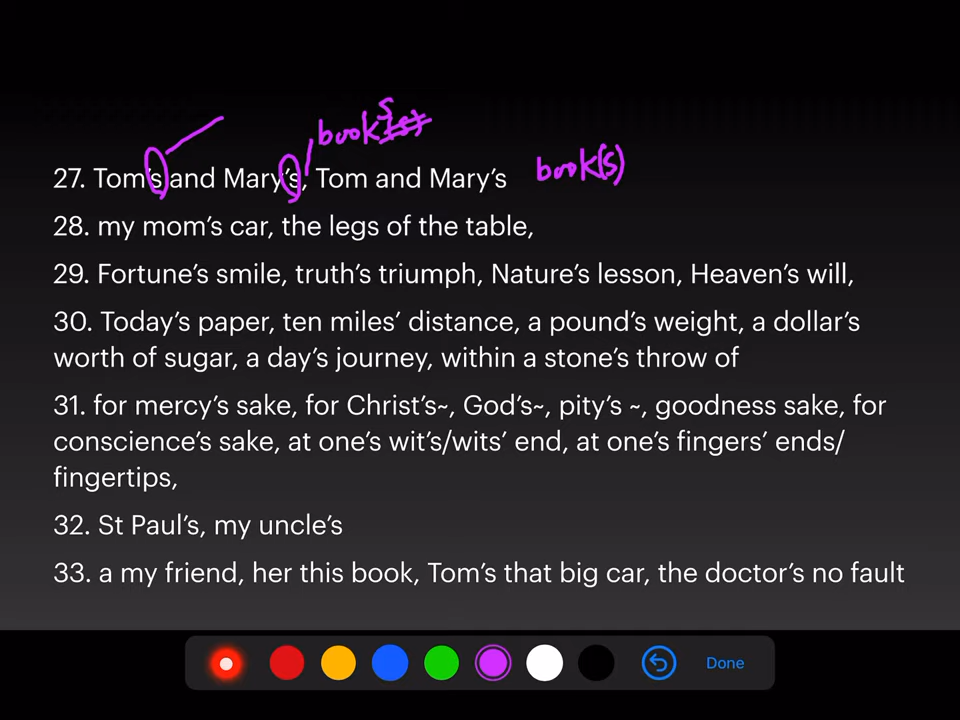 books(s)
book(s)
27. Tom’s and Mary’s, Tom and Mary’s
28. my mom’s car, the legs of the table,
29. Fortune’s smile, truth’s triumph, Nature’s lesson, Heaven’s will,
30. Today’s paper, ten miles’ distance, a pound’s weight, a dollar’s
worth of sugar, a day’s journey, within a stone’s throw of
31. for mercy’s sake, for Christ’s~, God’s~, pity’s ~, goodness sake, for
conscience’s sake, at one’s wit’s/wits’ end, at one’s fingers’ ends/
fingertips,
32. St Paul’s, my uncle’s
33. a my friend, her this book, Tom’s that big car, the doctor’s no fault
Done